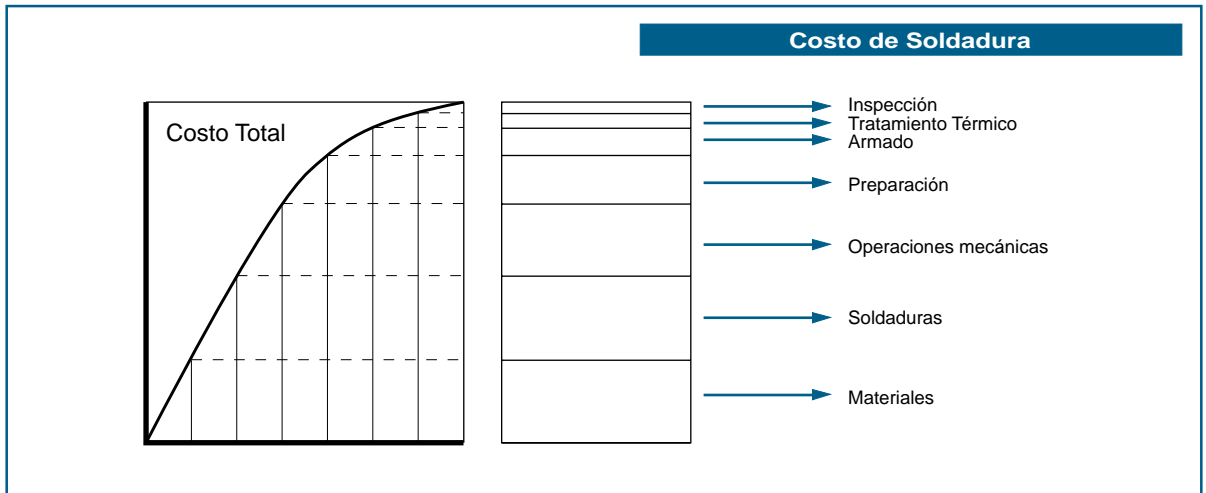 Costo de Soldadura
Costo Total
Inspección
Tratamiento Térmico
Armado
Preparación
Operaciones mecánicas
Soldaduras
Materiales